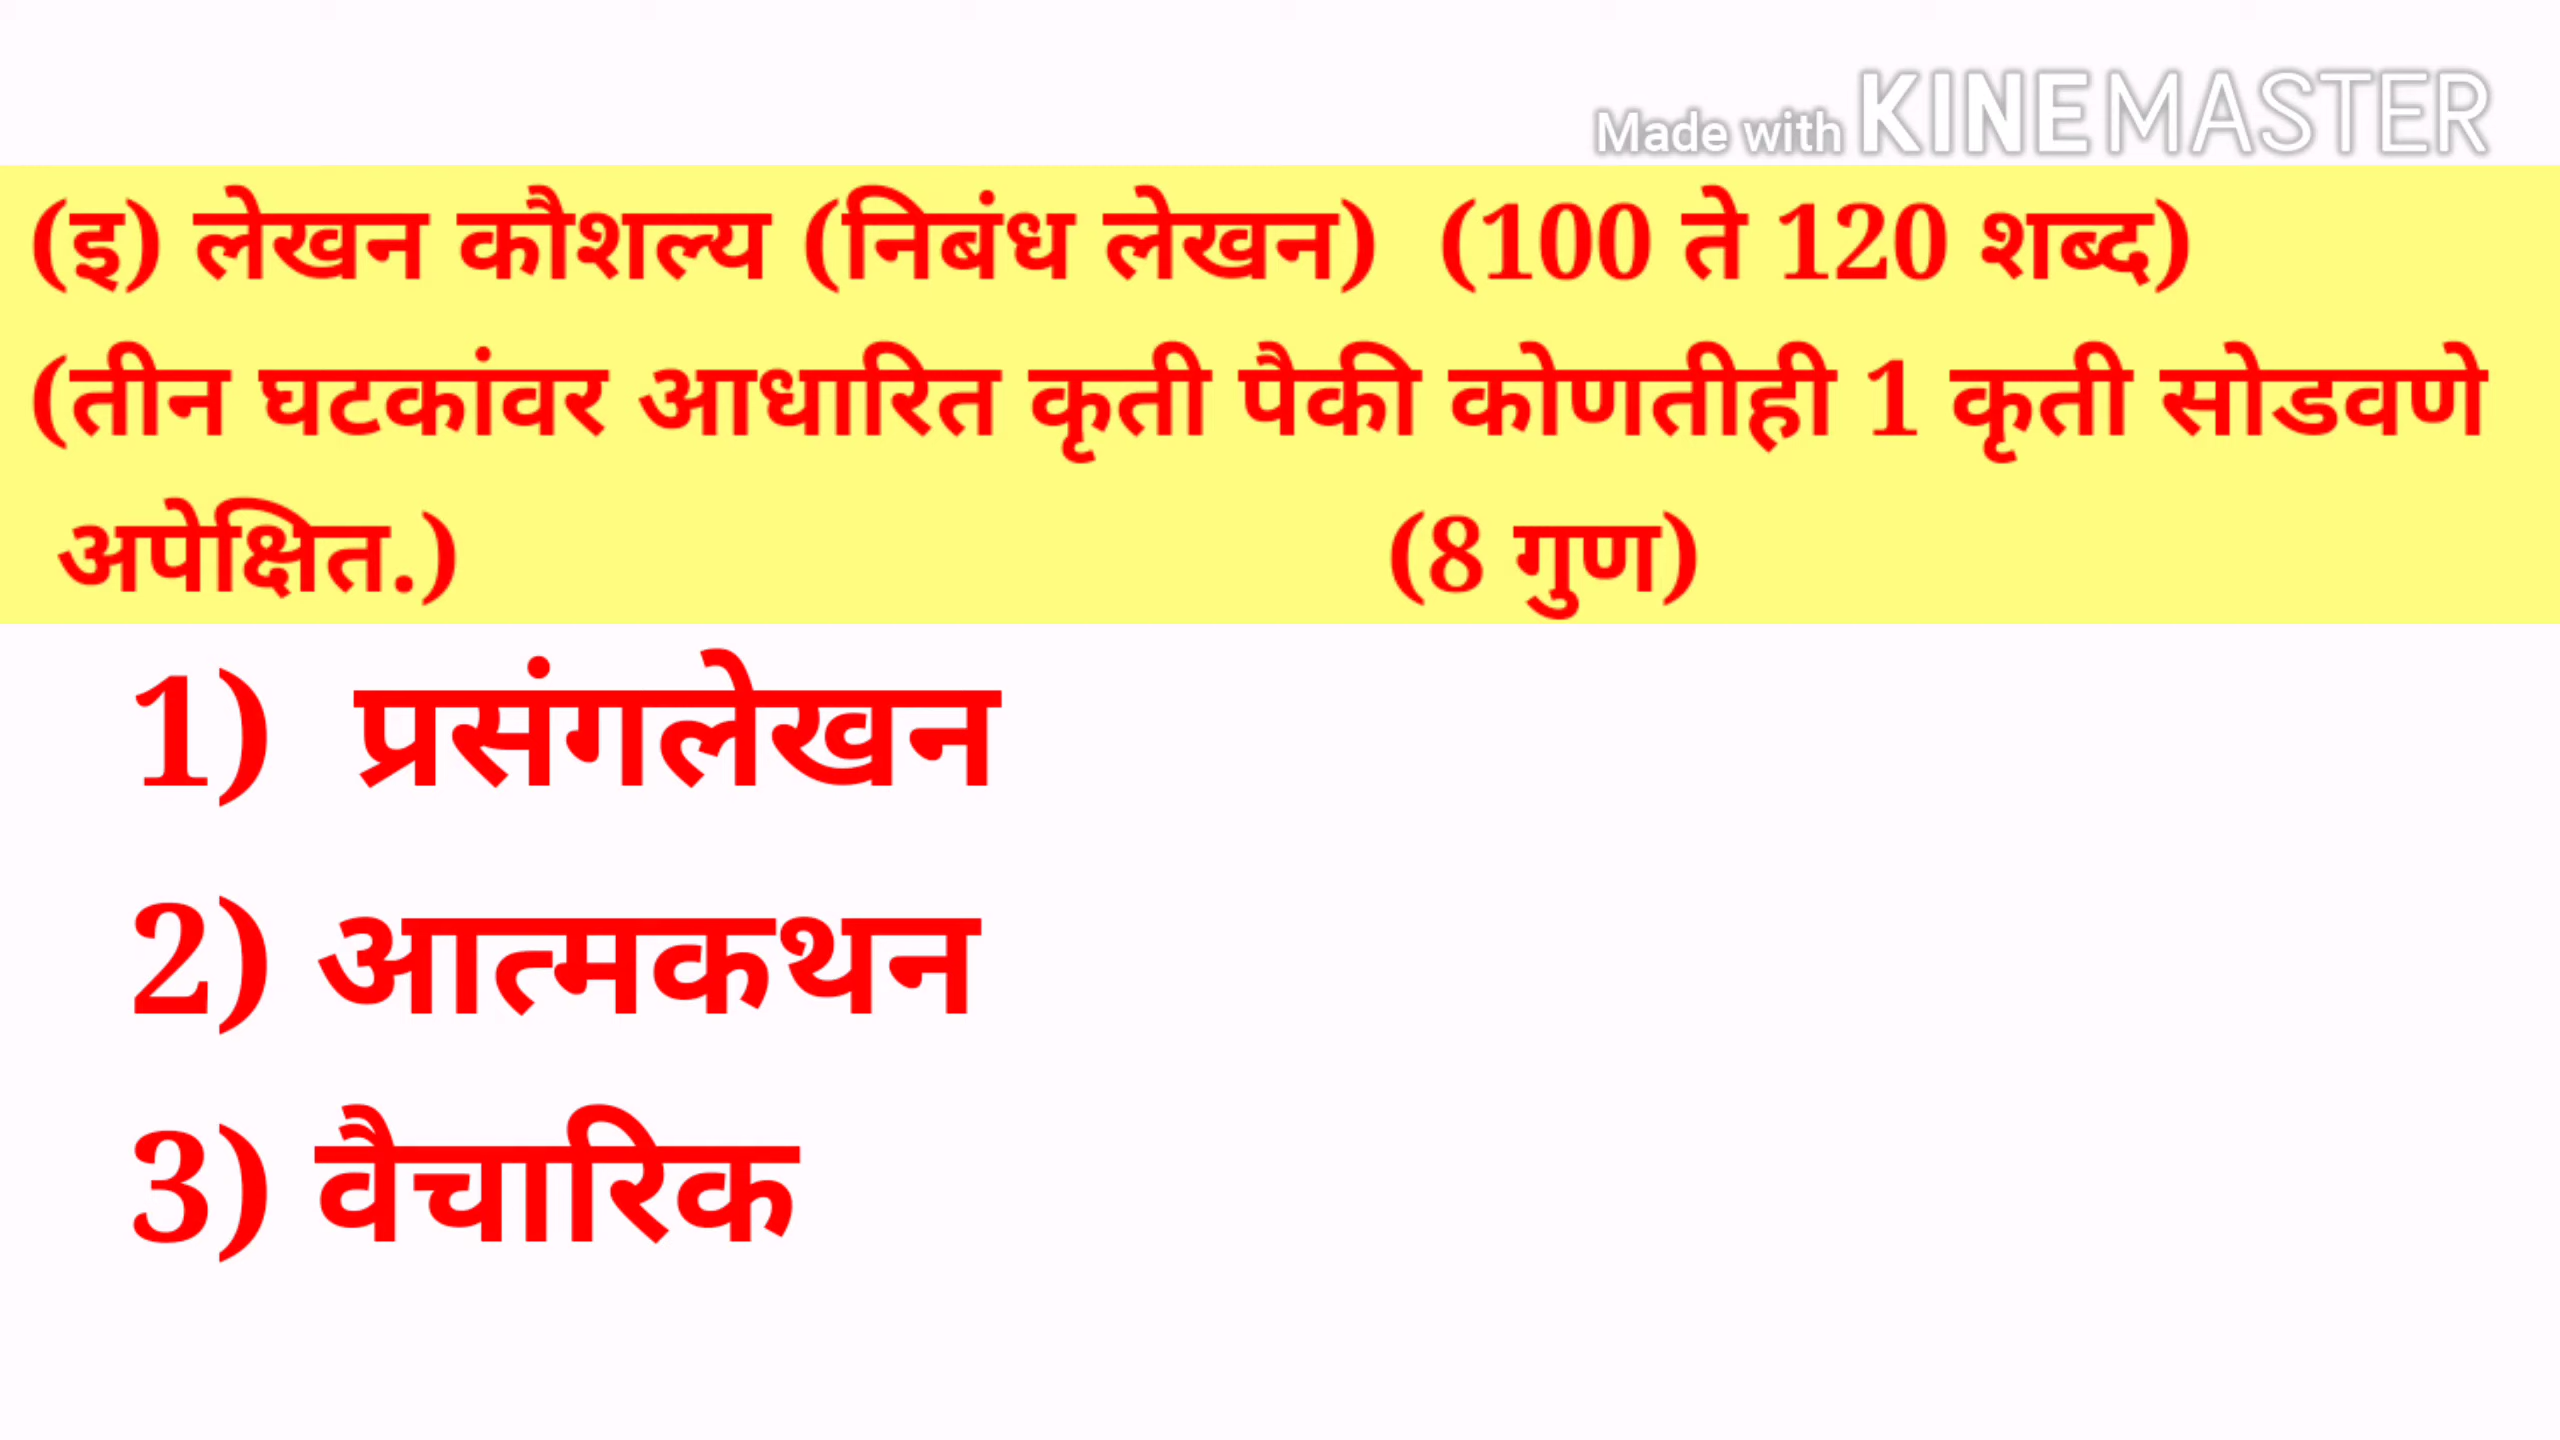 Made with KINEMASTER
(इ) लेखन कौशल्य (निबंध लेखन) (100 ते 120 शब्द)
(तीन घटकांवर आधारित कृती पैकी कोणतीही 1 कृती सोडवणे
अपेक्षित.) (8 गुण)
1) प्रसंगलेखन
2) आत्मकथन
3) वैचारिक